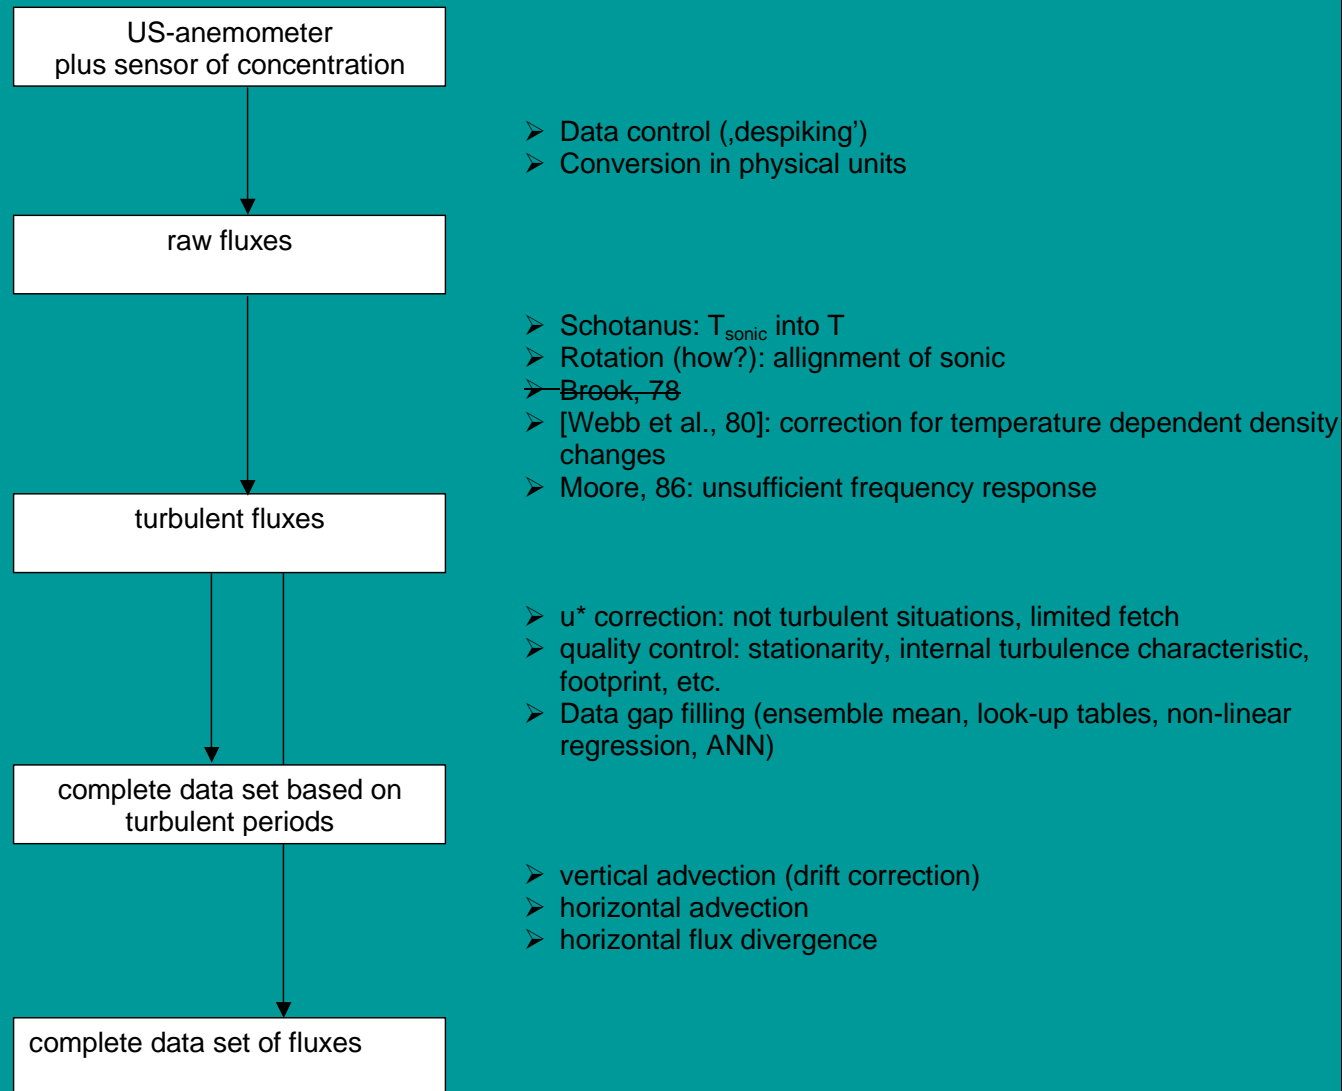 US-anemometer
plus sensor of concentration
➢ Data control (‚despiking’)
➢ Conversion in physical units
raw fluxes
➢ Schotanus: Tsonic into T
➢ Rotation (how?): allignment of sonic
➢ Brook, 78
➢ [Webb et al., 80]: correction for temperature dependent density
changes
➢ Moore, 86: unsufficient frequency response
turbulent fluxes
➢ u* correction: not turbulent situations, limited fetch
➢ quality control: stationarity, internal turbulence characteristic,
footprint, etc.
➢ Data gap filling (ensemble mean, look-up tables, non-linear
regression, ANN)
complete data set based on
turbulent periods
➢ vertical advection (drift correction)
➢ horizontal advection
➢ horizontal flux divergence
complete data set of fluxes